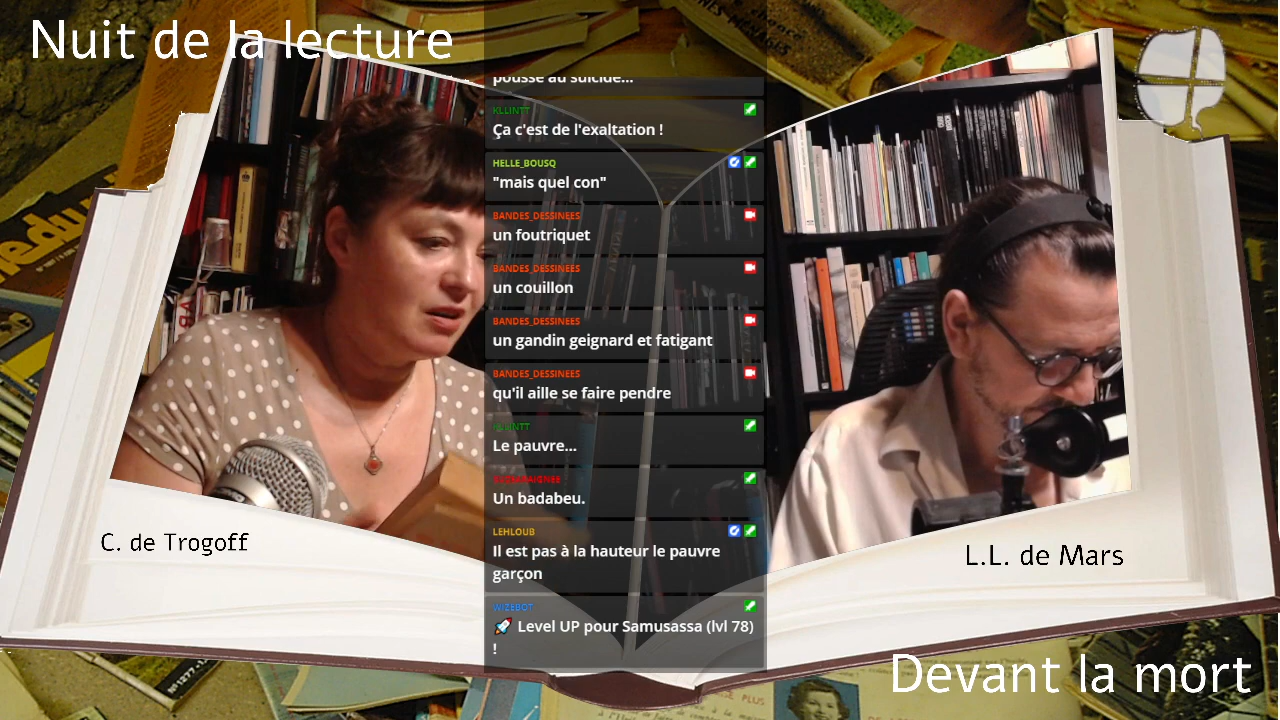 Nuit de la lecture
pousse au suicide...
KLLINTT
Ça c'est de l'exaltation !
HELLE_BOUSQ
"mais quel con"
BANDES_DESSINEES
un foutriquet
BANDES_DESSINEES
un couillon
BANDES_DESSINEES
un gandin geignard et fatigant
BANDES_DESSINEES
qu'il aille se faire pendre
KLLINTT
Le pauvre...
Un badabeu.
LEHLOUB
Il est pas à la hauteur le pauvre
garçon
WIZEBOT
🚀 Level UP pour Samusassa (lvl 78)
!
C. de Trogoff
L.L. de Mars
Devant la mort